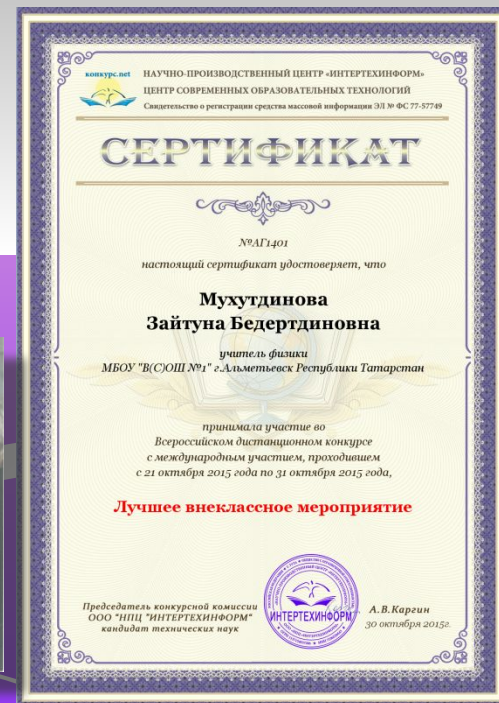 конкурс.net
НАУЧНО-ПРОИЗВОДСТВЕННЫЙ ЦЕНТР «ИНТЕРТЕХИНФОРМ»
ЦЕНТР СОВРЕМЕННЫХ ОБРАЗОВАТЕЛЬНЫХ ТЕХНОЛОГИЙ
Свидетельство о регистрации средства массовой информации ЭЛ № ФС 77-57749
СЕРТИФИКАТ
№АГ1401
настоящий сертификат удостоверяет, что
Мухутдинова
Зайтуна Бедертдиновна
учитель физики
МБОУ "В(С)ОШ №1" г.Альметьевск Республики Татарстан
принимала участие во
Всероссийском дистанционном конкурсе
с международным участием, проходившем
с 21 октября 2015 года по 31 октября 2015 года,
Лучшее внеклассное мероприятие
Председатель конкурсной комиссии
ООО "НПЦ "ИНТЕРТЕХИНФОРМ"
кандидат технических наук
ИНТЕРТЕХИНФОРМ
А.В.Каргин
30 октября 2015г.